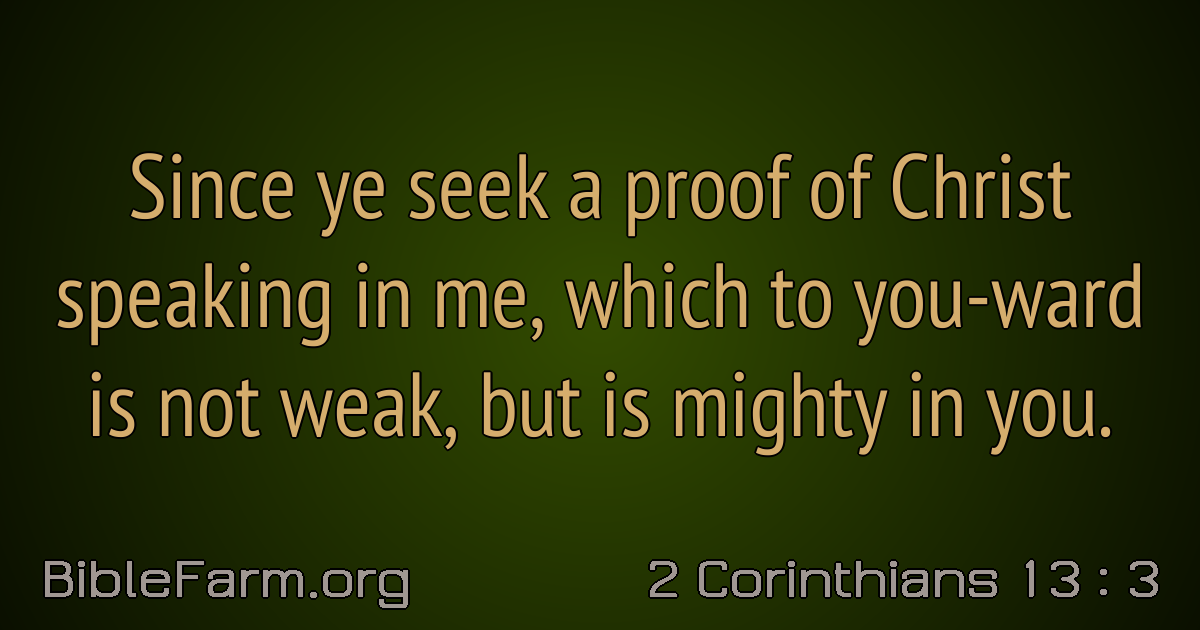 Since ye seek a proof of Christ
speaking in me, which to you-ward
is not weak, but is mighty in you.
BibleFarm.org
2 Corinthians 13 : 3